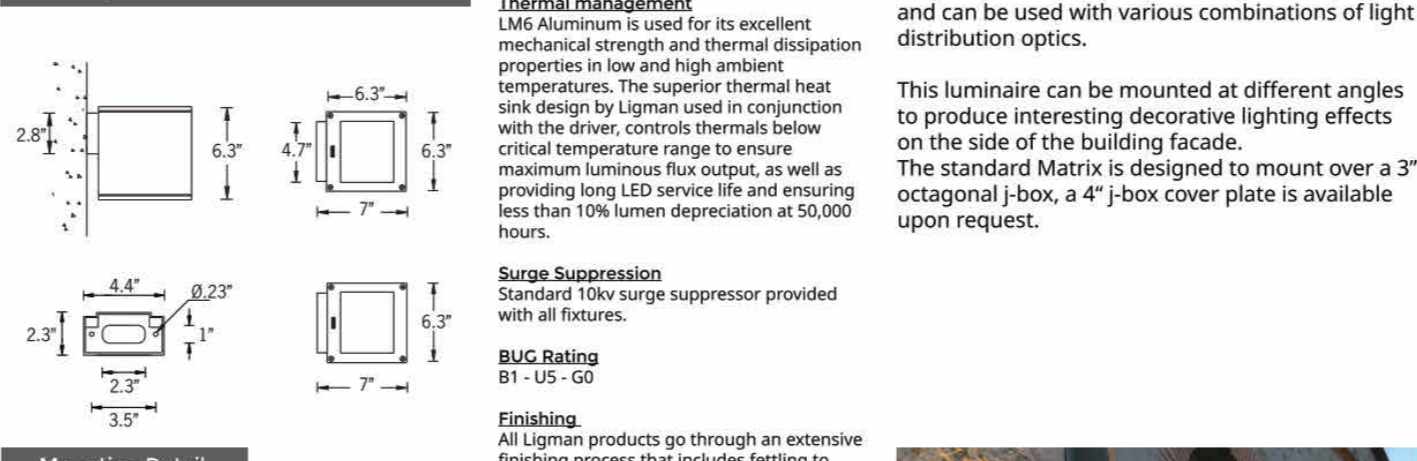 2.8”
6.3”
6.3”
4.7”
6.3”
7”
4.4”
Ø.23”
2.3”
1”
2.3”
3.5”
6.3”
7”
Thermal management
LM6 Aluminum is used for its excellent
mechanical strength and thermal dissipation
properties in low and high ambient
temperatures. The superior thermal heat
sink design by Ligman used in conjunction
with the driver, controls thermals below
critical temperature range to ensure
maximum luminous flux output, as well as
providing long LED service life and ensuring
less than 10% lumen depreciation at 50,000
hours.
Surge Suppression
Standard 10kv surge suppressor provided
with all fixtures.
BUG Rating
B1 - U5 - G0
Finishing
All Ligman products go through an extensive
finishing process that includes fettling to
and can be used with various combinations of light
distribution optics.
This luminaire can be mounted at different angles
to produce interesting decorative lighting effects
on the side of the building facade.
The standard Matrix is designed to mount over a 3”
octagonal j-box, a 4“ j-box cover plate is available
upon request.